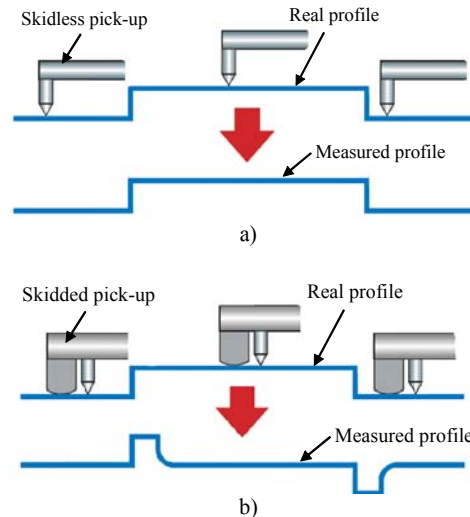 Skidless pick-up
Real profile
Measured profile
a)
Skidded pick-up
Real profile
Measured profile
b)